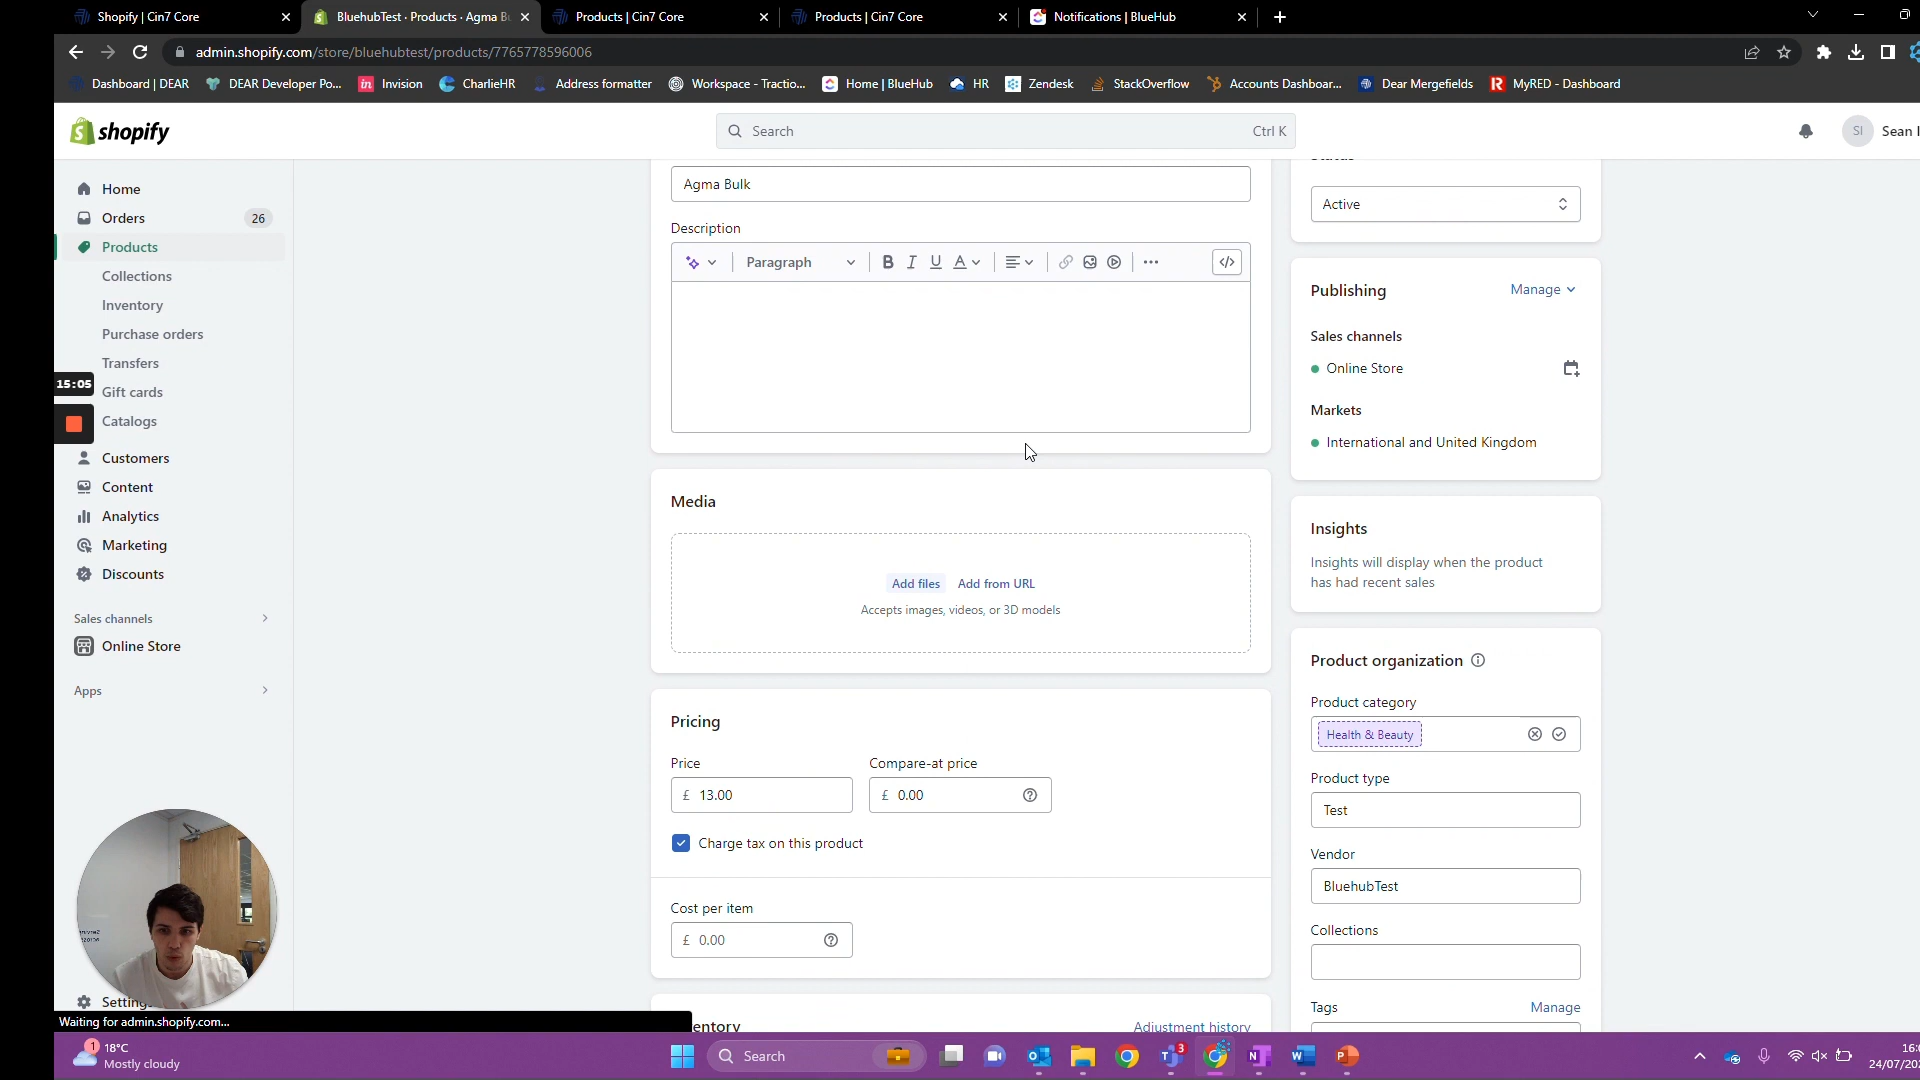 Shopify | Cin7 Core
BluehubTest · Products · Agma Bu
Products | Cin7 Core
Products | Cin7 Core
Notifications | BlueHub
admin.shopify.com/store/bluehubtest/products/7765778596006
Dashboard | DEAR
DEAR Developer Po...
in Invision
CharlieHR
Address formatter
Workspace - Tractio...
Home | BlueHub
HR
Zendesk
StackOverflow
Accounts Dashboar...
Dear Mergefields
R MyRED - Dashboard
shopify
Search
Ctrl K
SI
Sean
Home
Orders
26
Products
Collections
Inventory
Purchase orders
Transfers
15:05
Gift cards
Catalogs
Customers
Content
Analytics
Marketing
Discounts
Sales channels
Online Store
Apps
Waiting for admin.shopify.com...
Agma Bulk
Description
Paragraph
B I U A
Media
Add files
Add from URL
Accepts images, videos, or 3D models
Pricing
Price
Compare-at price
£ 13.00
£ 0.00
Charge tax on this product
Cost per item
£ 0.00
entory
Adjustment history
Active
Publishing
Manage
Sales channels
Online Store
Markets
International and United Kingdom
Insights
Insights will display when the product
has had recent sales
Product organization
Product category
Health & Beauty
Product type
Test
Vendor
BluehubTest
Collections
Tags
Manage
1
18°C
Mostly cloudy
Search
3
24/07/20